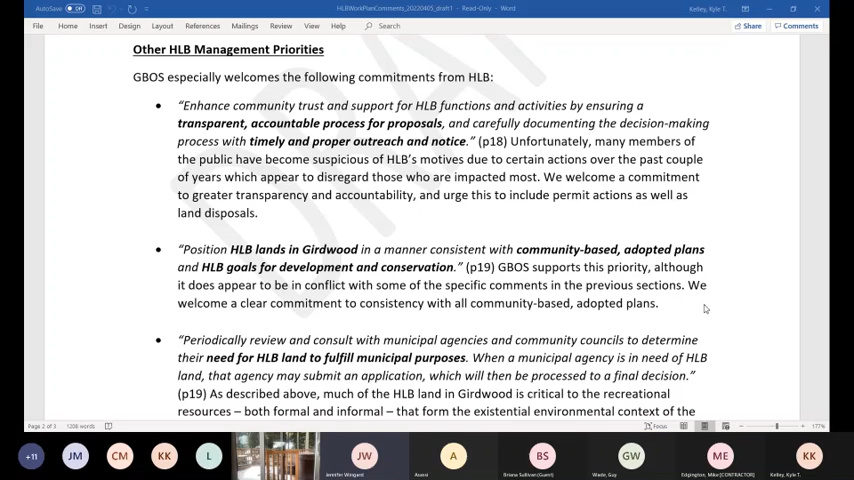 AutoSave Off
HLBWorkPlanComments_20220405_draft1 - Read-Only - Word
Kelley, Kyle T.
KK
File Home Insert Design Layout References Mailings Review View Help Search Share Comments
Other HLB Management Priorities
GBOS especially welcomes the following commitments from HLB:
• “Enhance community trust and support for HLB functions and activities by ensuring a
transparent, accountable process for proposals, and carefully documenting the decision-making
process with timely and proper outreach and notice.” (p18) Unfortunately, many members of
the public have become suspicious of HLB’s motives due to certain actions over the past couple
of years which appear to disregard those who are impacted most. We welcome a commitment
to greater transparency and accountability, and urge this to include permit actions as well as
land disposals.
• “Position HLB lands in Girdwood in a manner consistent with community-based, adopted plans
and HLB goals for development and conservation.” (p19) GBOS supports this priority, although
it does appear to be in conflict with some of the specific comments in the previous sections. We
welcome a clear commitment to consistency with all community-based, adopted plans.
• “Periodically review and consult with municipal agencies and community councils to determine
their need for HLB land to fulfill municipal purposes. When a municipal agency is in need of HLB
land, that agency may submit an application, which will then be processed to a final decision.”
(p19) As described above, much of the HLB land in Girdwood is critical to the recreational
resources – both formal and informal – that form the existential environmental context of the
DRAFT
Page 2 of 3 1206 words Focus 177%
+11 JM CM KK L JW A BS GW ME KK
Jennifer Wingard
Briana Sullivan (Guest)
Wade, Guy
Edgington, Mike [CONTRACTOR]
Kelley, Kyle T.